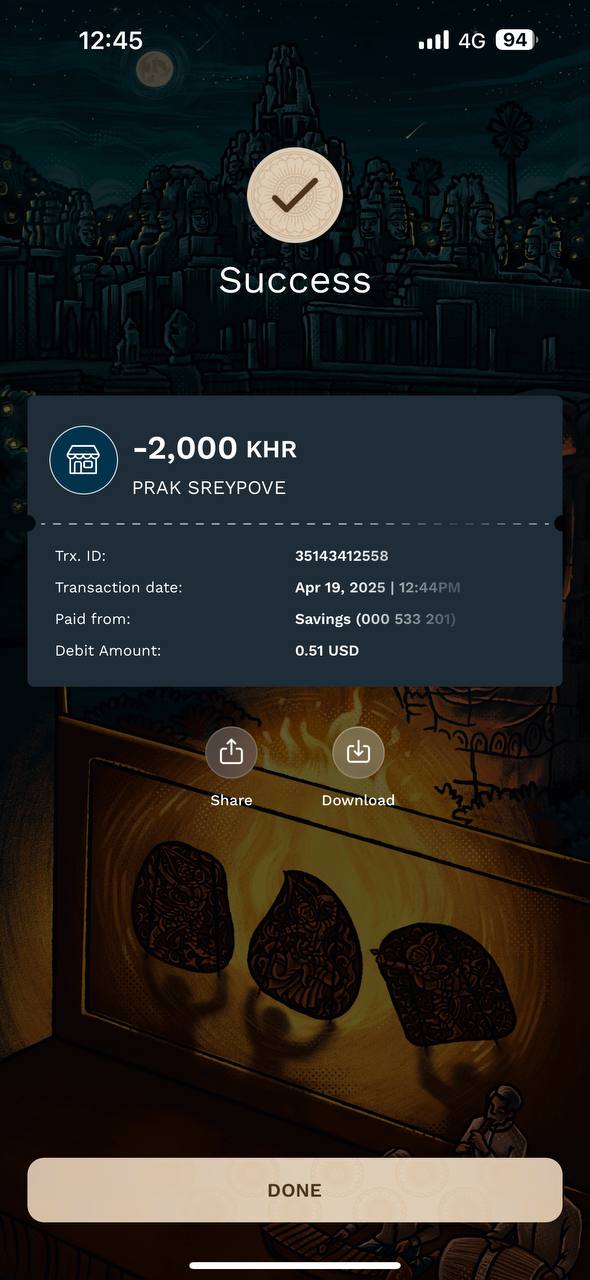 12:45
4G 94
Success
-2,000 KHR
PRAK SREYPOVE
Trx. ID: 35143412558
Transaction date: Apr 19, 2025 | 12:44PM
Paid from: Savings (000 533 201)
Debit Amount: 0.51 USD
Share Download
DONE